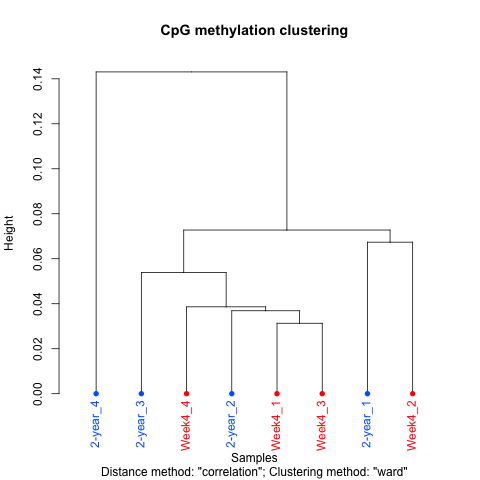 CpG methylation clustering
Height
0.14
0.12
0.10
0.08
0.06
0.04
0.02
0.00
2-year_4
2-year_3
Week4_4
2-year_2
Week4_1
Week4_3
2-year_1
Week4_2
Samples
Distance method: "correlation"; Clustering method: "ward"